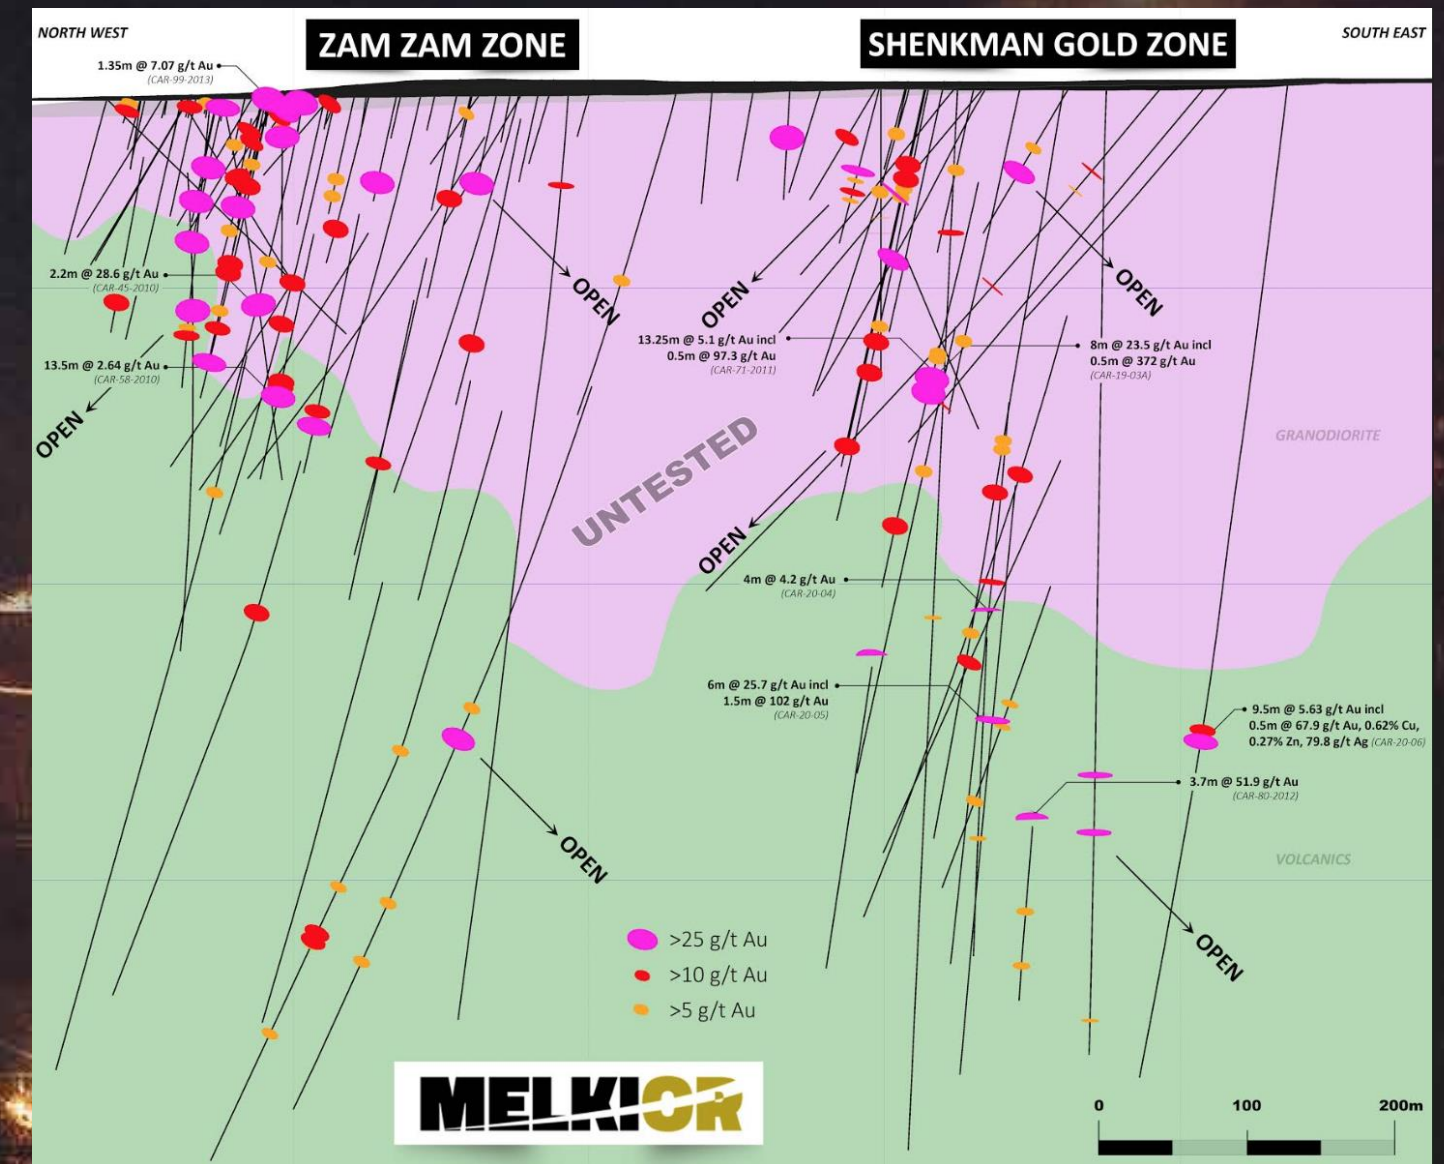 NORTH WEST
ZAM ZAM ZONE
SHENKMAN GOLD ZONE
SOUTH EAST
1.35m @ 7.07 g/t Au
(CAR-99-2013)
2.2m @ 28.6 g/t Au
(CAR-45-2010)
13.5m @ 2.64 g/t Au
(CAR-58-2010)
OPEN
OPEN
OPEN
OPEN
13.25m @ 5.1 g/t Au incl
0.5m @ 97.3 g/t Au
(CAR-71-2011)
8m @ 23.5 g/t Au incl
0.5m @ 372 g/t Au
(CAR-19-03A)
GRANODIORITE
UNTESTED
OPEN
4m @ 4.2 g/t Au
(CAR-20-04)
6m @ 25.7 g/t Au incl
1.5m @ 102 g/t Au
(CAR-20-05)
9.5m @ 5.63 g/t Au incl
0.5m @ 67.9 g/t Au, 0.62% Cu,
0.27% Zn, 79.8 g/t Ag (CAR-20-06)
3.7m @ 51.9 g/t Au
(CAR-80-2012)
VOLCANICS
OPEN
OPEN
>25 g/t Au
>10 g/t Au
>5 g/t Au
MELKIOR
0 100 200m